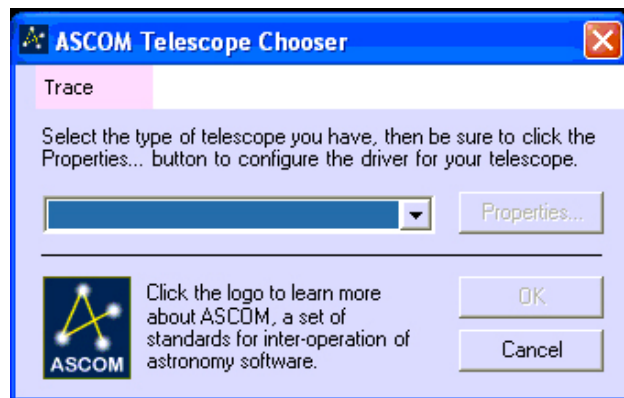 ASCOM Telescope Chooser
Trace
Select the type of telescope you have, then be sure to click the
Properties... button to configure the driver for your telescope.
Properties...
Click the logo to learn more
about ASCOM, a set of
standards for inter-operation of
astronomy software.
ASCOM
OK
Cancel